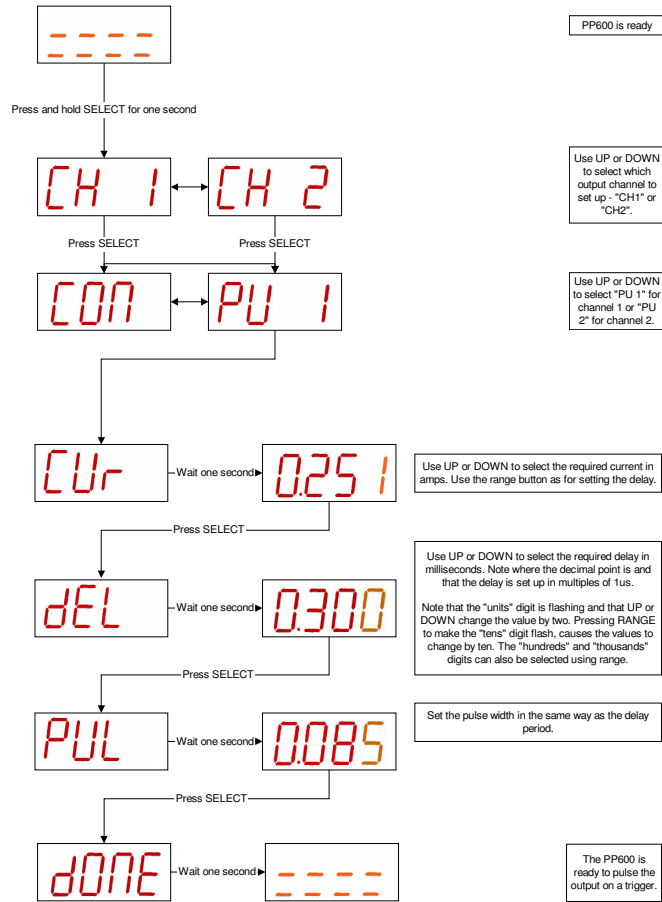 PP600 is ready
Press and hold SELECT for one second
CH 1
CH 2
Use UP or DOWN
to select which
output channel to
set up - "CH1" or
"CH2".
Press SELECT
Press SELECT
CON
PU 1
Use UP or DOWN
to select "PU 1" for
channel 1 or "PU
2" for channel 2.
CUr
Wait one second
0.251
Use UP or DOWN to select the required current in
amps. Use the range button as for setting the delay.
Press SELECT
dEL
Wait one second
0.300
Use UP or DOWN to select the required delay in
milliseconds. Note where the decimal point is and
that the delay is set up in multiples of 1us.
Note that the "units" digit is flashing and that UP or
DOWN change the value by two. Pressing RANGE
to make the "tens" digit flash, causes the values to
change by ten. The "hundreds" and "thousands"
digits can also be selected using range.
Press SELECT
PUL
Wait one second
0.085
Set the pulse width in the same way as the delay
period.
Press SELECT
dONE
Wait one second
The PP600 is
ready to pulse the
output on a trigger.